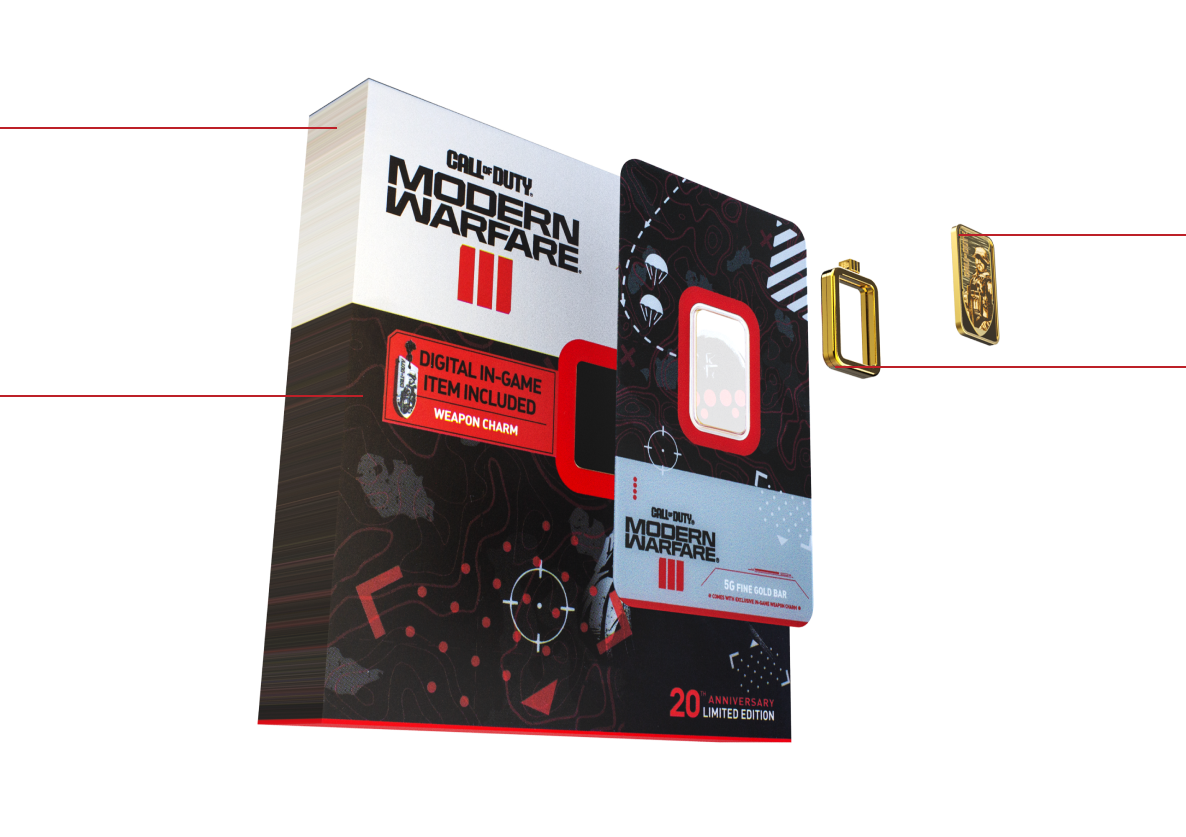 CALL OF DUTY®
MODERN
WARFARE®
III
DIGITAL IN-GAME
ITEM INCLUDED
WEAPON CHARM
CALL OF DUTY®
MODERN
WARFARE®
III
5G FINE GOLD BAR
COMES WITH EXCLUSIVE IN-GAME WEAPON CHARM
20TH ANNIVERSARY
LIMITED EDITION